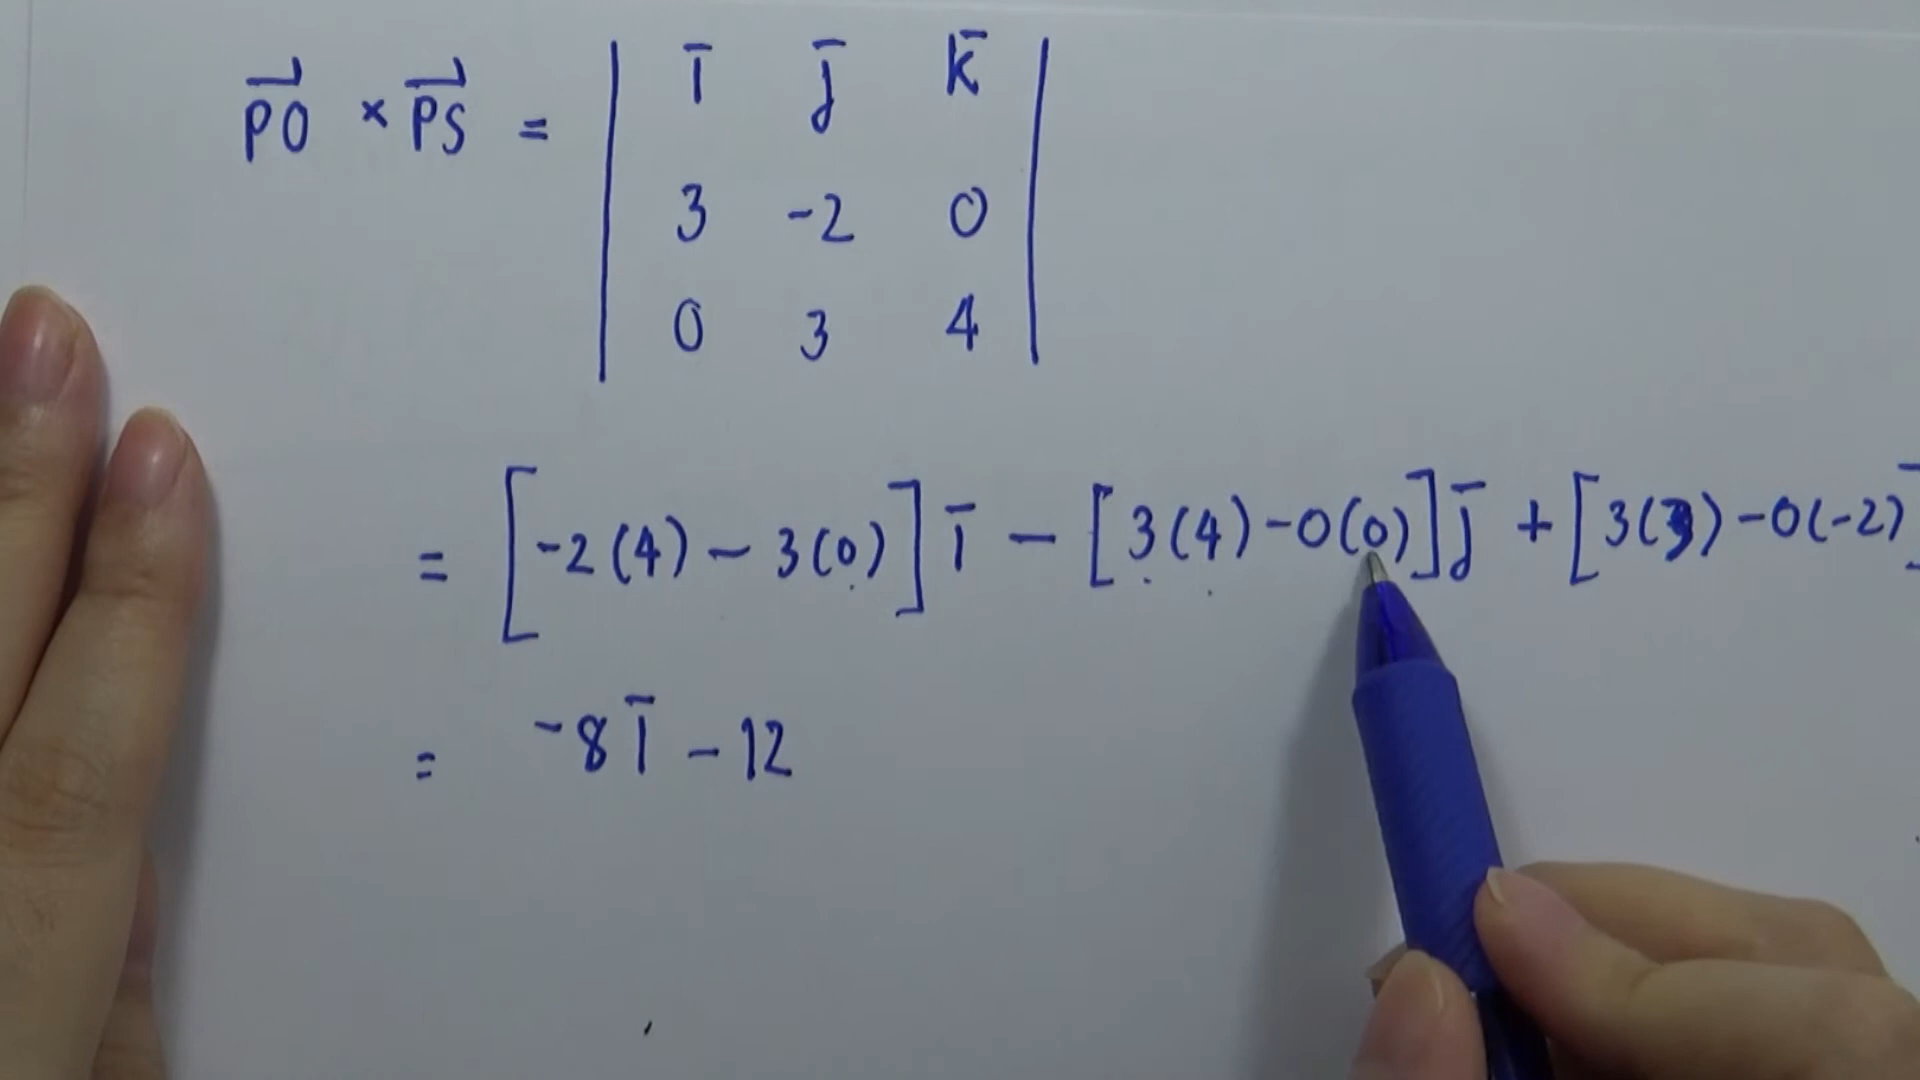 PO × PS = | i j k |
3 -2 0
0 3 4
= [-2(4) - 3(0)] i - [3(4) - 0(0)] j + [3(3) - 0(-2)]
= -8 i - 12